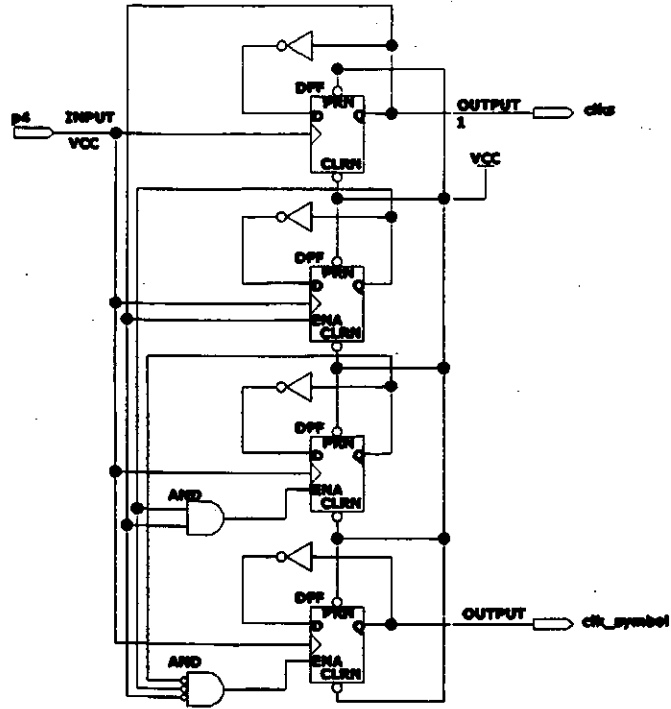 DFF
PRN
D Q
CLRN
p4 INPUT
VCC
OUTPUT
1
clks
VCC
DFF
PRN
D Q
ENA
CLRN
DFF
PRN
D Q
ENA
CLRN
AND
DFF
PRN
D Q
ENA
CLRN
AND
OUTPUT
clk_symbol